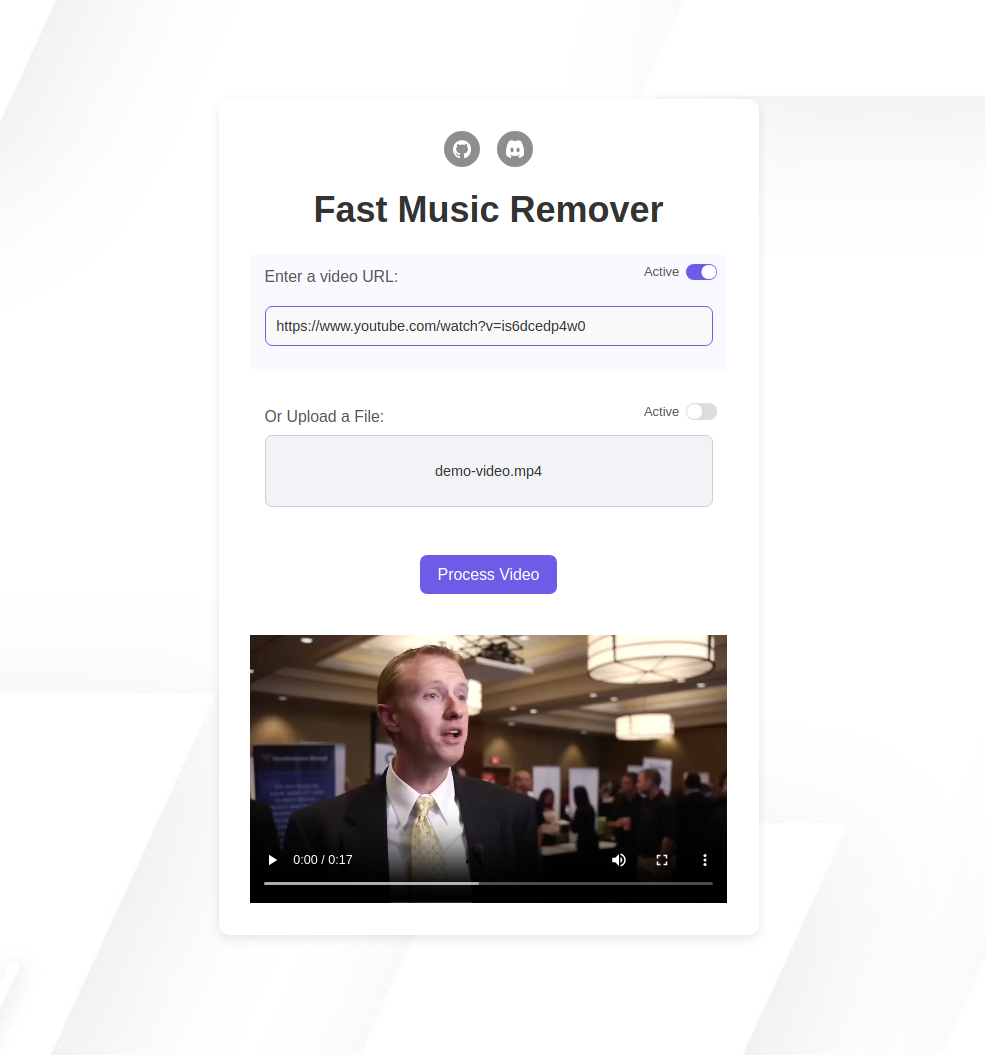 Fast Music Remover
Enter a video URL:
Active
https://www.youtube.com/watch?v=is6dcedp4w0
Or Upload a File:
Active
demo-video.mp4
Process Video
0:00 / 0:17